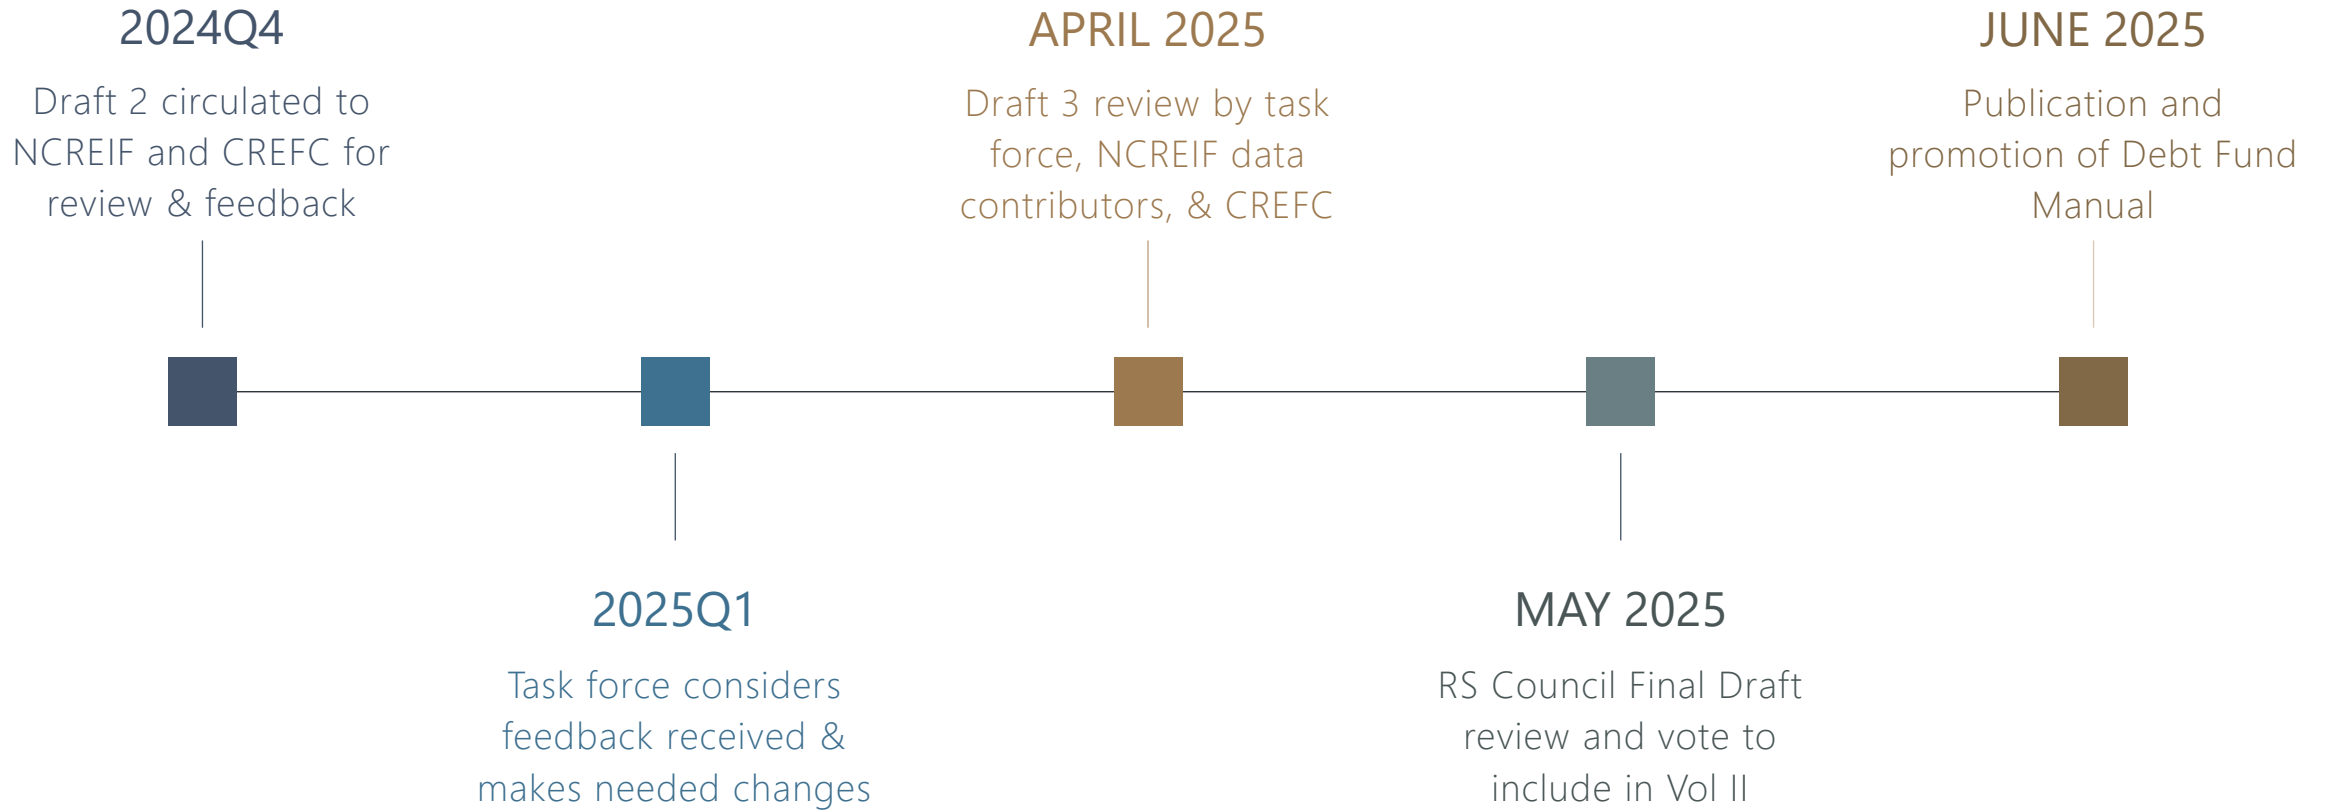 2024Q4
Draft 2 circulated to
NCREIF and CREFC for
review & feedback
2025Q1
Task force considers
feedback received &
makes needed changes
APRIL 2025
Draft 3 review by task
force, NCREIF data
contributors, & CREFC
MAY 2025
RS Council Final Draft
review and vote to
include in Vol II
JUNE 2025
Publication and
promotion of Debt Fund
Manual